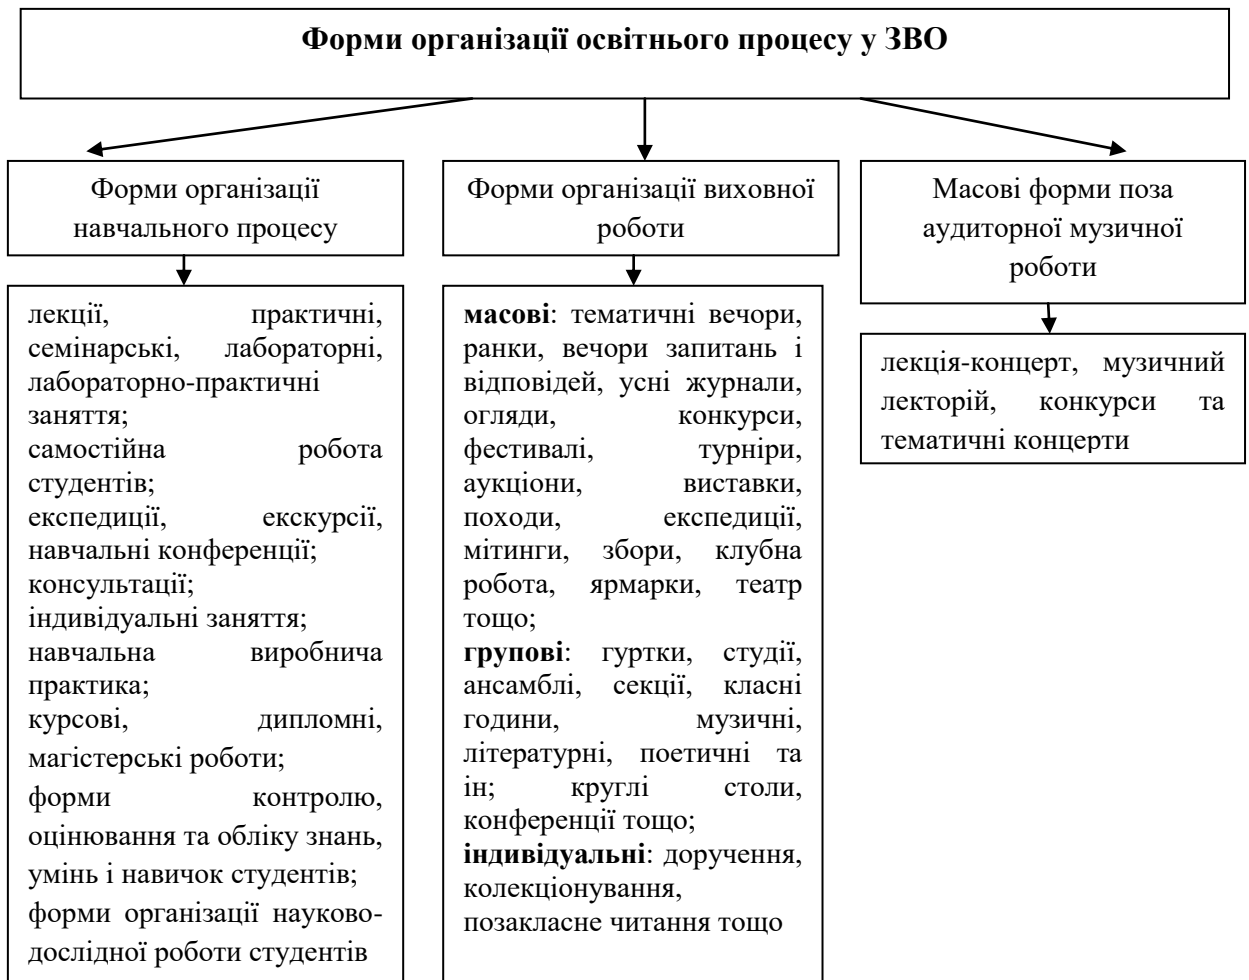 Форми організації освітнього процесу у ЗВО
Форми організації
навчального процесу
Форми організації виховної
роботи
Масові форми поза
аудиторної музичної
роботи
лекції, практичні,
семінарські, лабораторні,
лабораторно-практичні
заняття;
самостійна робота
студентів;
експедиції, екскурсії,
навчальні конференції;
консультації;
індивідуальні заняття;
навчальна виробнича
практика;
курсові, дипломні,
магістерські роботи;
форми контролю,
оцінювання та обліку знань,
умінь і навичок студентів;
форми організації науково-
дослідної роботи студентів
масові: тематичні вечори,
ранки, вечори запитань і
відповідей, усні журнали,
огляди, конкурси,
фестивалі, турніри,
аукціони, виставки,
походи, експедиції,
мітинги, збори, клубна
робота, ярмарки, театр
тощо;
групові: гуртки, студії,
ансамблі, секції, класні
години, музичні,
літературні, поетичні та
ін; круглі столи,
конференції тощо;
індивідуальні: доручення,
колекціонування,
позакласне читання тощо
лекція-концерт, музичний
лекторій, конкурси та
тематичні концерти